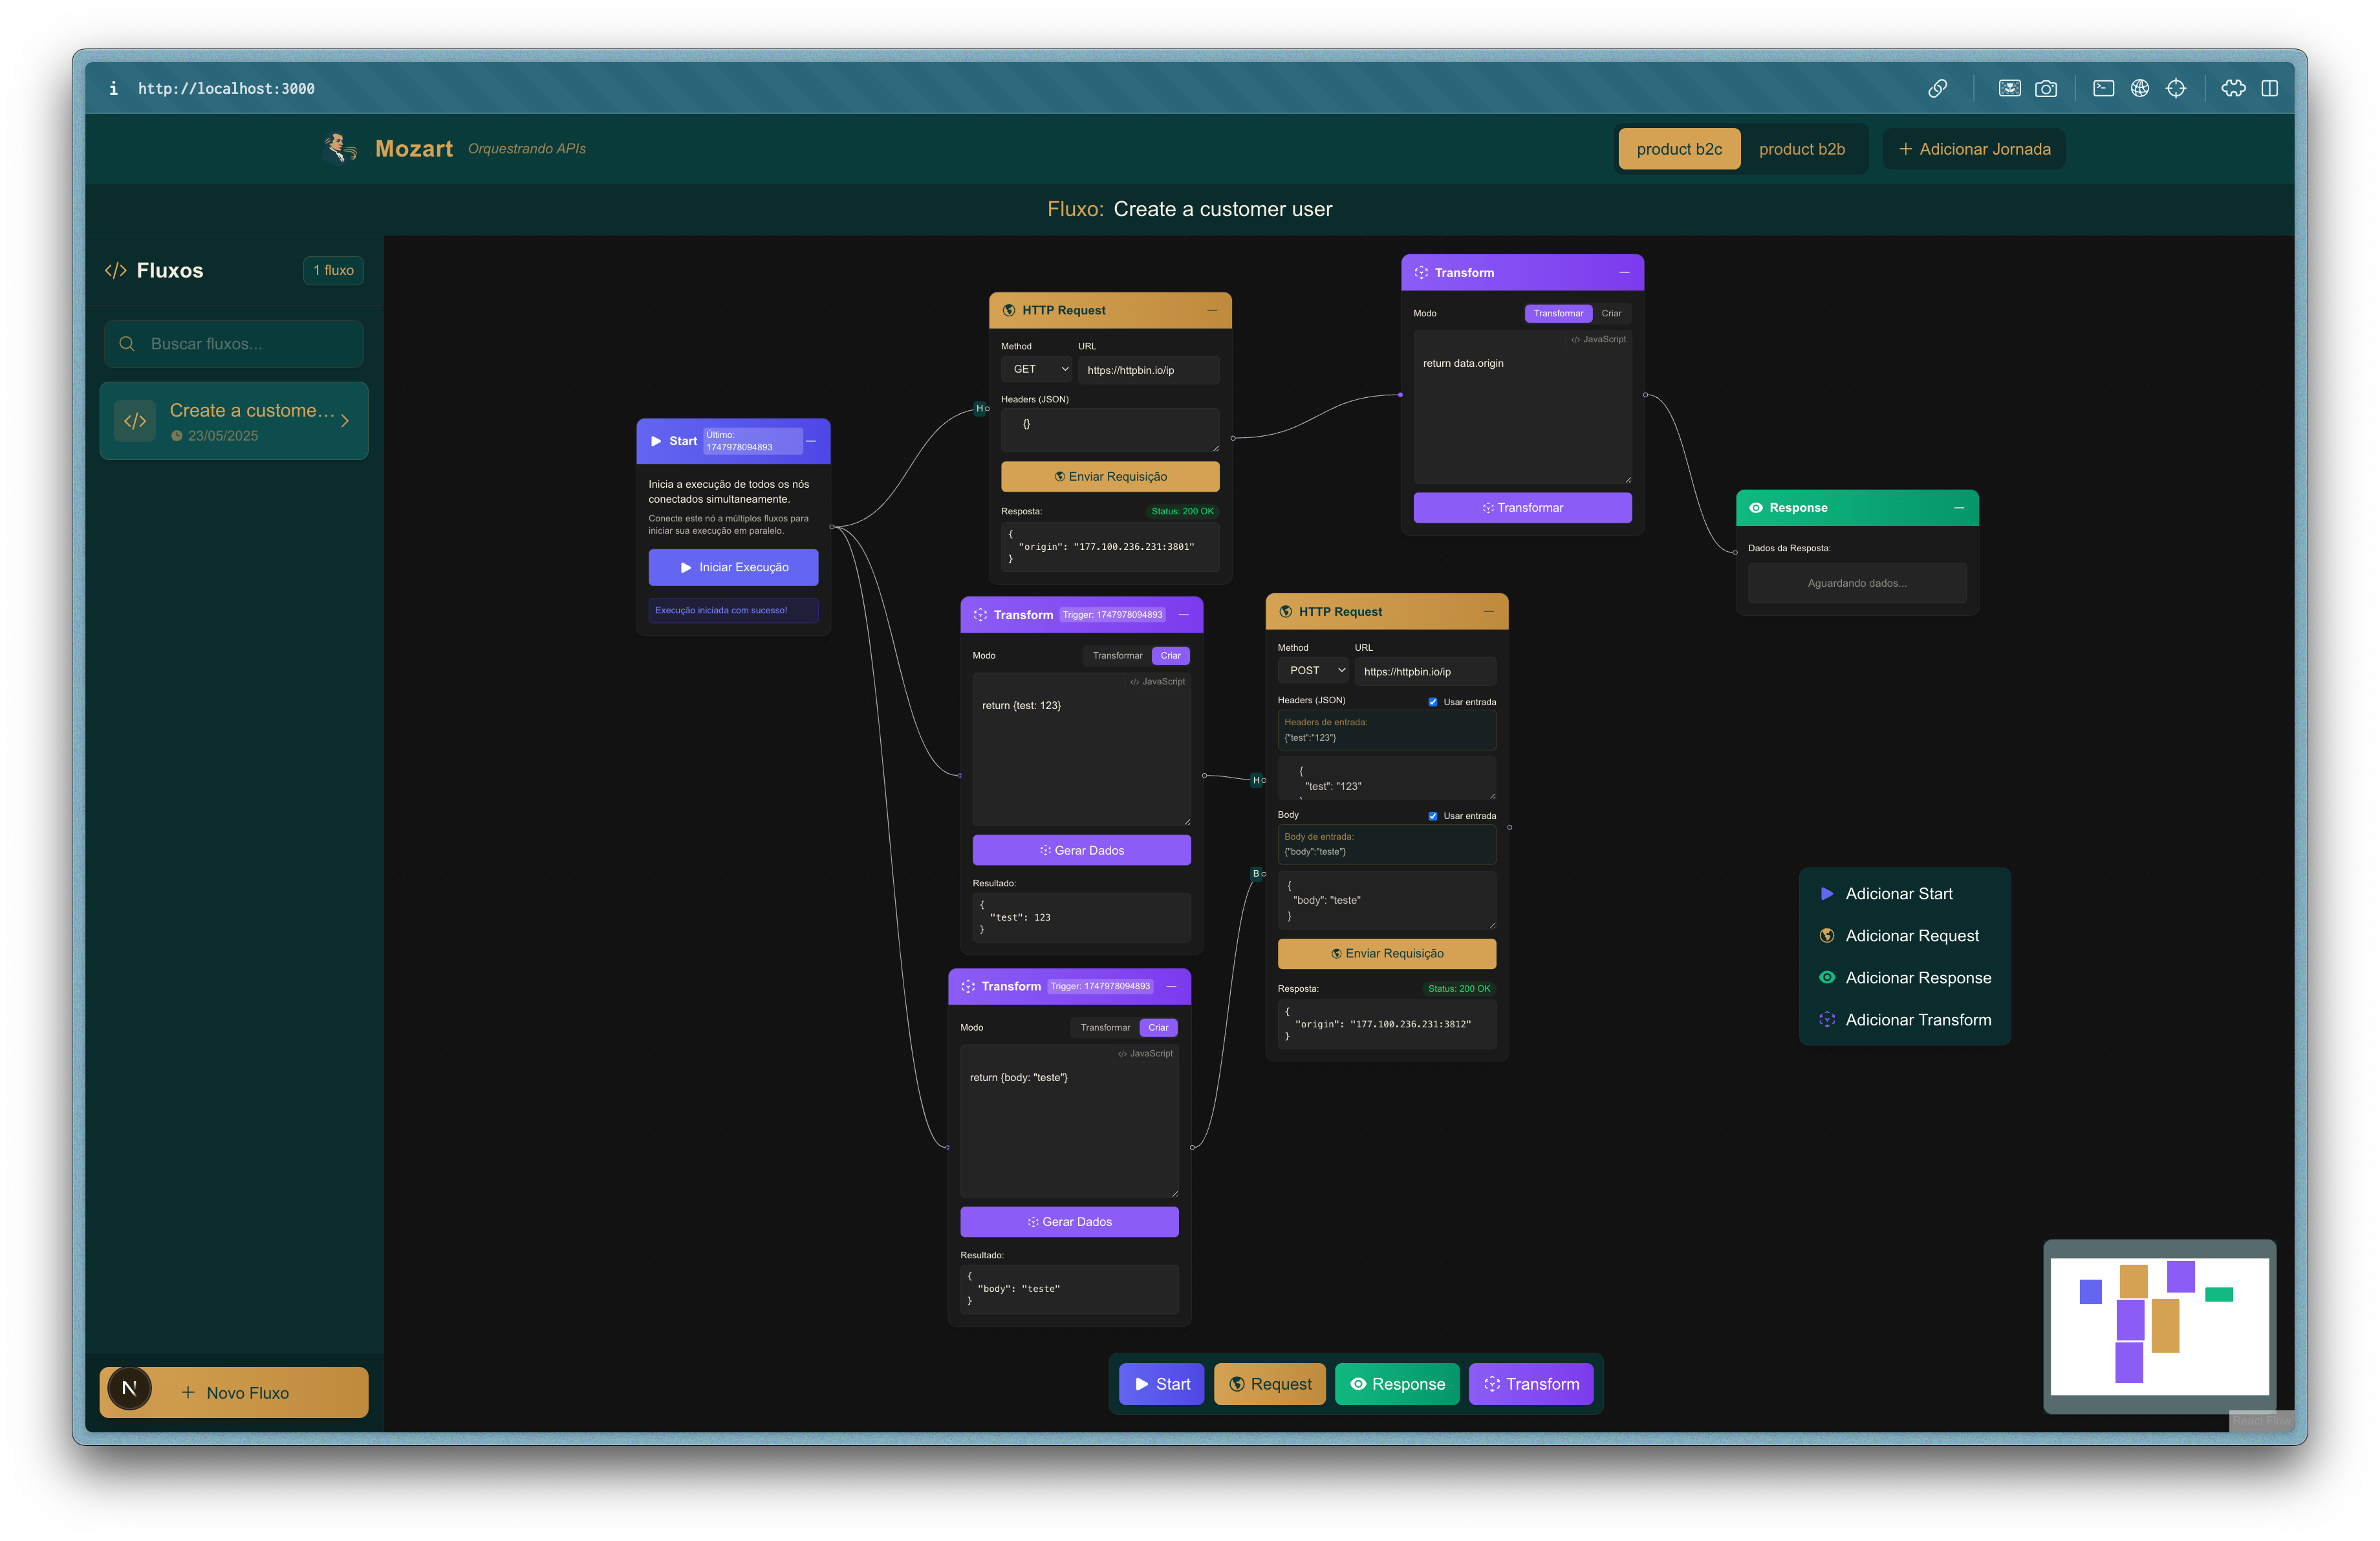 http://localhost:3000
Mozart
Orquestrando APIs
product b2c
product b2b
+ Adicionar Jornada
Fluxo: Create a customer user
</> Fluxos
1 fluxo
Buscar fluxos...
</>
Create a custome...
23/05/2025
Start
Último:
1747978094893
Inicia a execução de todos os nós
conectados simultaneamente.
Conecte este nó a múltiplos fluxos para
iniciar sua execução em paralelo.
Iniciar Execução
Execução iniciada com sucesso!
HTTP Request
Method
URL
GET
https://httpbin.io/ip
Headers (JSON)
H
{}
Enviar Requisição
Resposta:
Status: 200 OK
{
"origin": "177.100.236.231:3801"
}
Transform
Modo
Transformar
Criar
</> JavaScript
return data.origin
Transformar
Response
Dados da Resposta:
Aguardando dados...
Transform
Trigger: 1747978094893
Modo
Transformar
Criar
</> JavaScript
return {test: 123}
Gerar Dados
Resultado:
{
"test": 123
}
HTTP Request
Method
URL
POST
https://httpbin.io/ip
Headers (JSON)
Usar entrada
Headers de entrada:
{"test":"123"}
H
{
"test": "123"
Body
Usar entrada
Body de entrada:
{"body":"teste"}
B
{
"body": "teste"
}
Enviar Requisição
Resposta:
Status: 200 OK
{
"origin": "177.100.236.231:3812"
}
Transform
Trigger: 1747978094893
Modo
Transformar
Criar
</> JavaScript
return {body: "teste"}
Gerar Dados
Resultado:
{
"body": "teste"
}
Adicionar Start
Adicionar Request
Adicionar Response
Adicionar Transform
N
+ Novo Fluxo
Start
Request
Response
Transform
React Flow